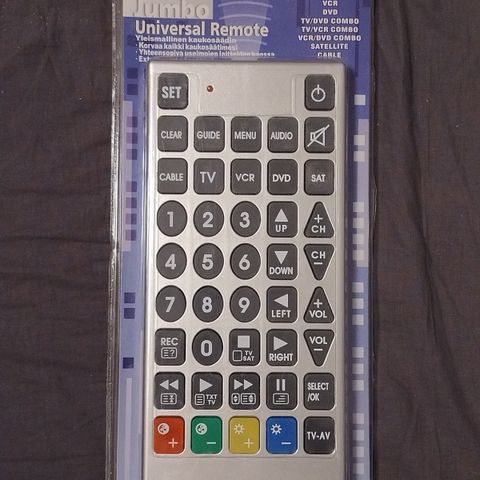 Jumbo
Universal Remote
Yleismallinen kaukosäädin
· Korvaa kaikki kaukosäätimesi
· Yhteensopiva useimpien laitteiden kanssa
VCR
DVD
TV/DVD COMBO
TV/VCR COMBO
VCR/DVD COMBO
SATELLITE
CABLE
SET
CLEAR GUIDE MENU AUDIO
CABLE TV VCR DVD SAT
1 2 3 UP + CH
4 5 6 DOWN CH −
7 8 9 LEFT + VOL
REC 0 TV SAT RIGHT VOL −
TXT TV SELECT /OK
+ − + − TV-AV